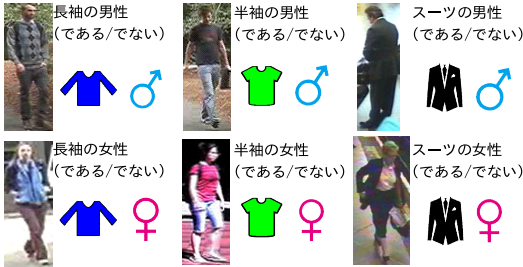 長袖の男性
(である/でない)
半袖の男性
(である/でない)
スーツの男性
(である/でない)
長袖の女性
(である/でない)
半袖の女性
(である/でない)
スーツの女性
(である/でない)